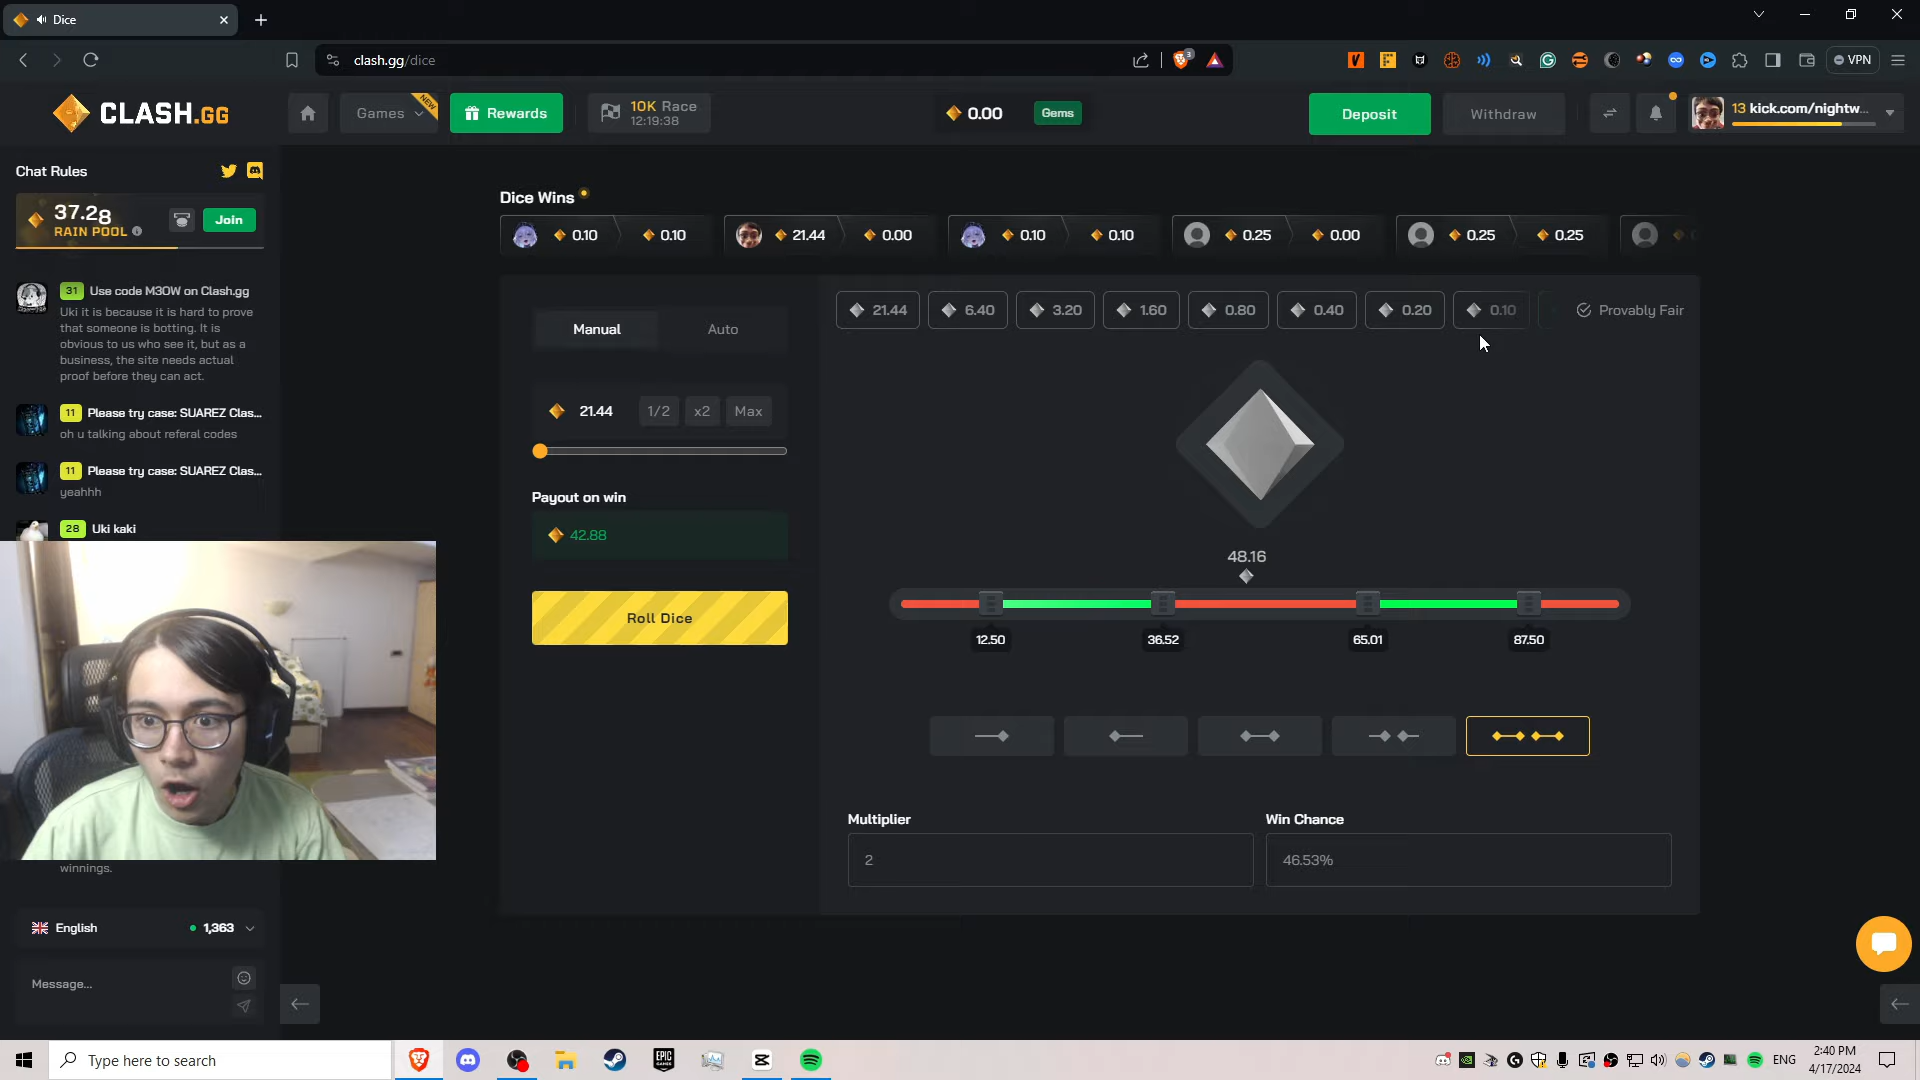 Dice
clash.gg/dice
3
VPN
CLASH.GG
Games
NEW
Rewards
10K Race
12:19:38
0.00
Gems
Deposit
Withdraw
13 kick.com/nightw...
Chat Rules
37.28
RAIN POOL
Join
31 Use code M3OW on Clash.gg
Uki it is because it is hard to prove
that someone is botting. It is
obvious to us who see it, but as a
business, the site needs actual
proof before they can act.
11 Please try case: SUAREZ Clas...
oh u talking about referal codes
11 Please try case: SUAREZ Clas...
yeahhh
28 Uki kaki
winnings.
English
1,363
Message...
Dice Wins
0.10 0.10
21.44 0.00
0.10 0.10
0.25 0.00
0.25 0.25
Manual
Auto
21.44
1/2
x2
Max
Payout on win
42.88
Roll Dice
21.44
6.40
3.20
1.60
0.80
0.40
0.20
0.10
Provably Fair
48.16
12.50
36.52
65.01
87.50
Multiplier
2
Win Chance
46.53%
Type here to search
EPIC
GAMES
ENG
2:40 PM
4/17/2024